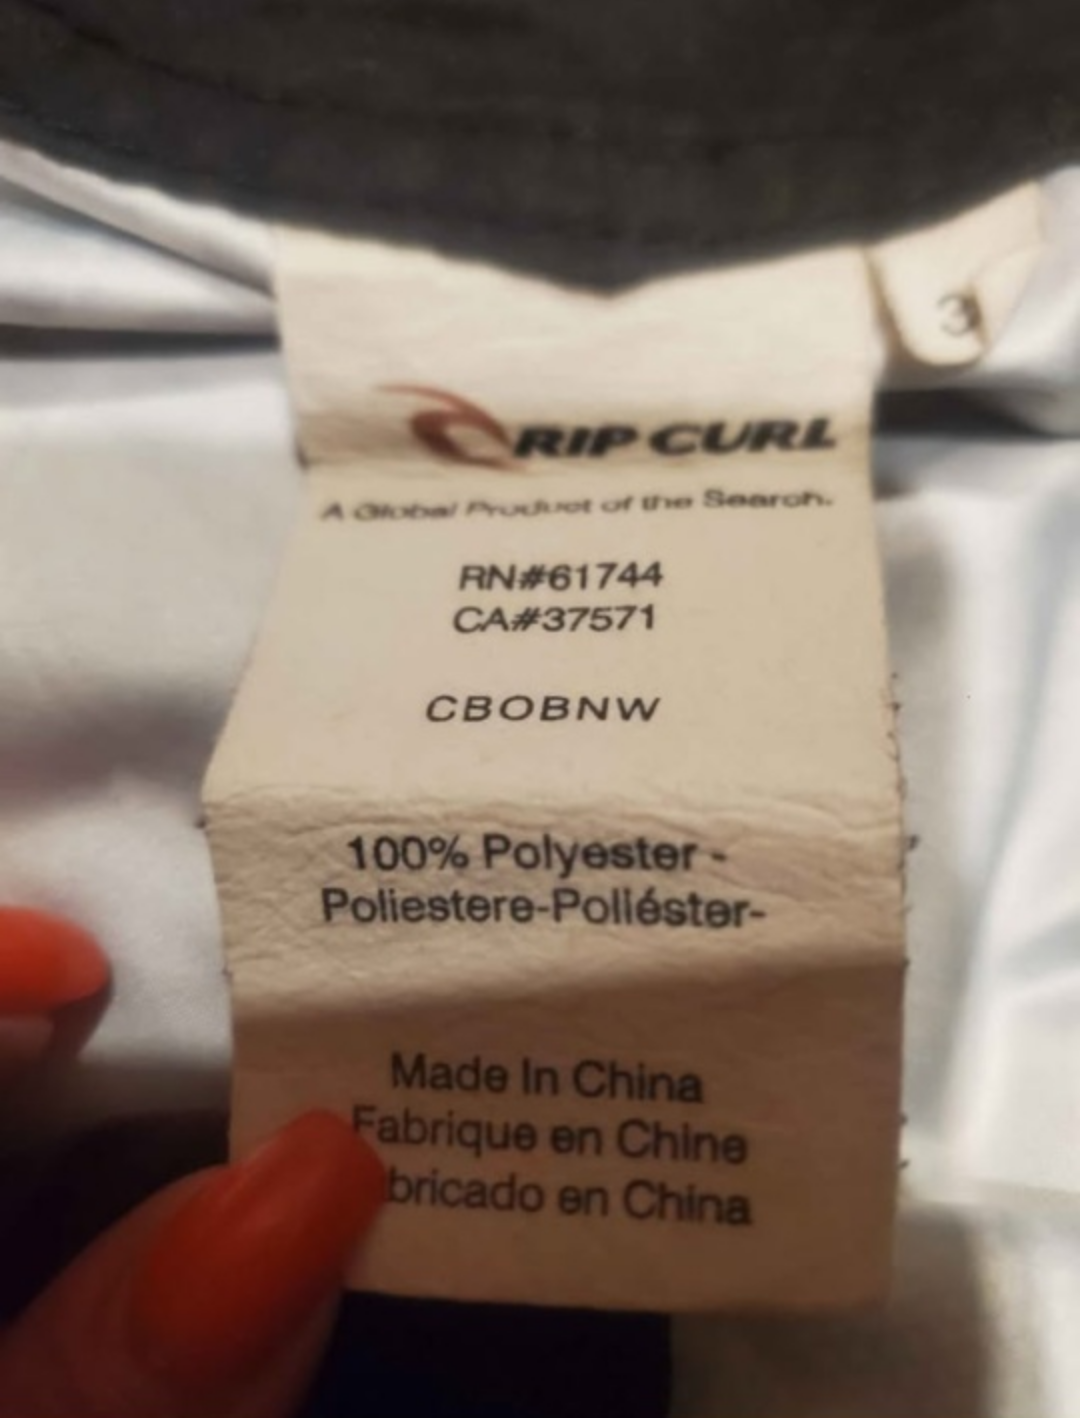 3
RIP CURL
A Global Product of the Search.
RN#61744
CA#37571
CBOBNW
100% Polyester -
Poliestere-Poliéster-
Made In China
Fabrique en Chine
bricado en China